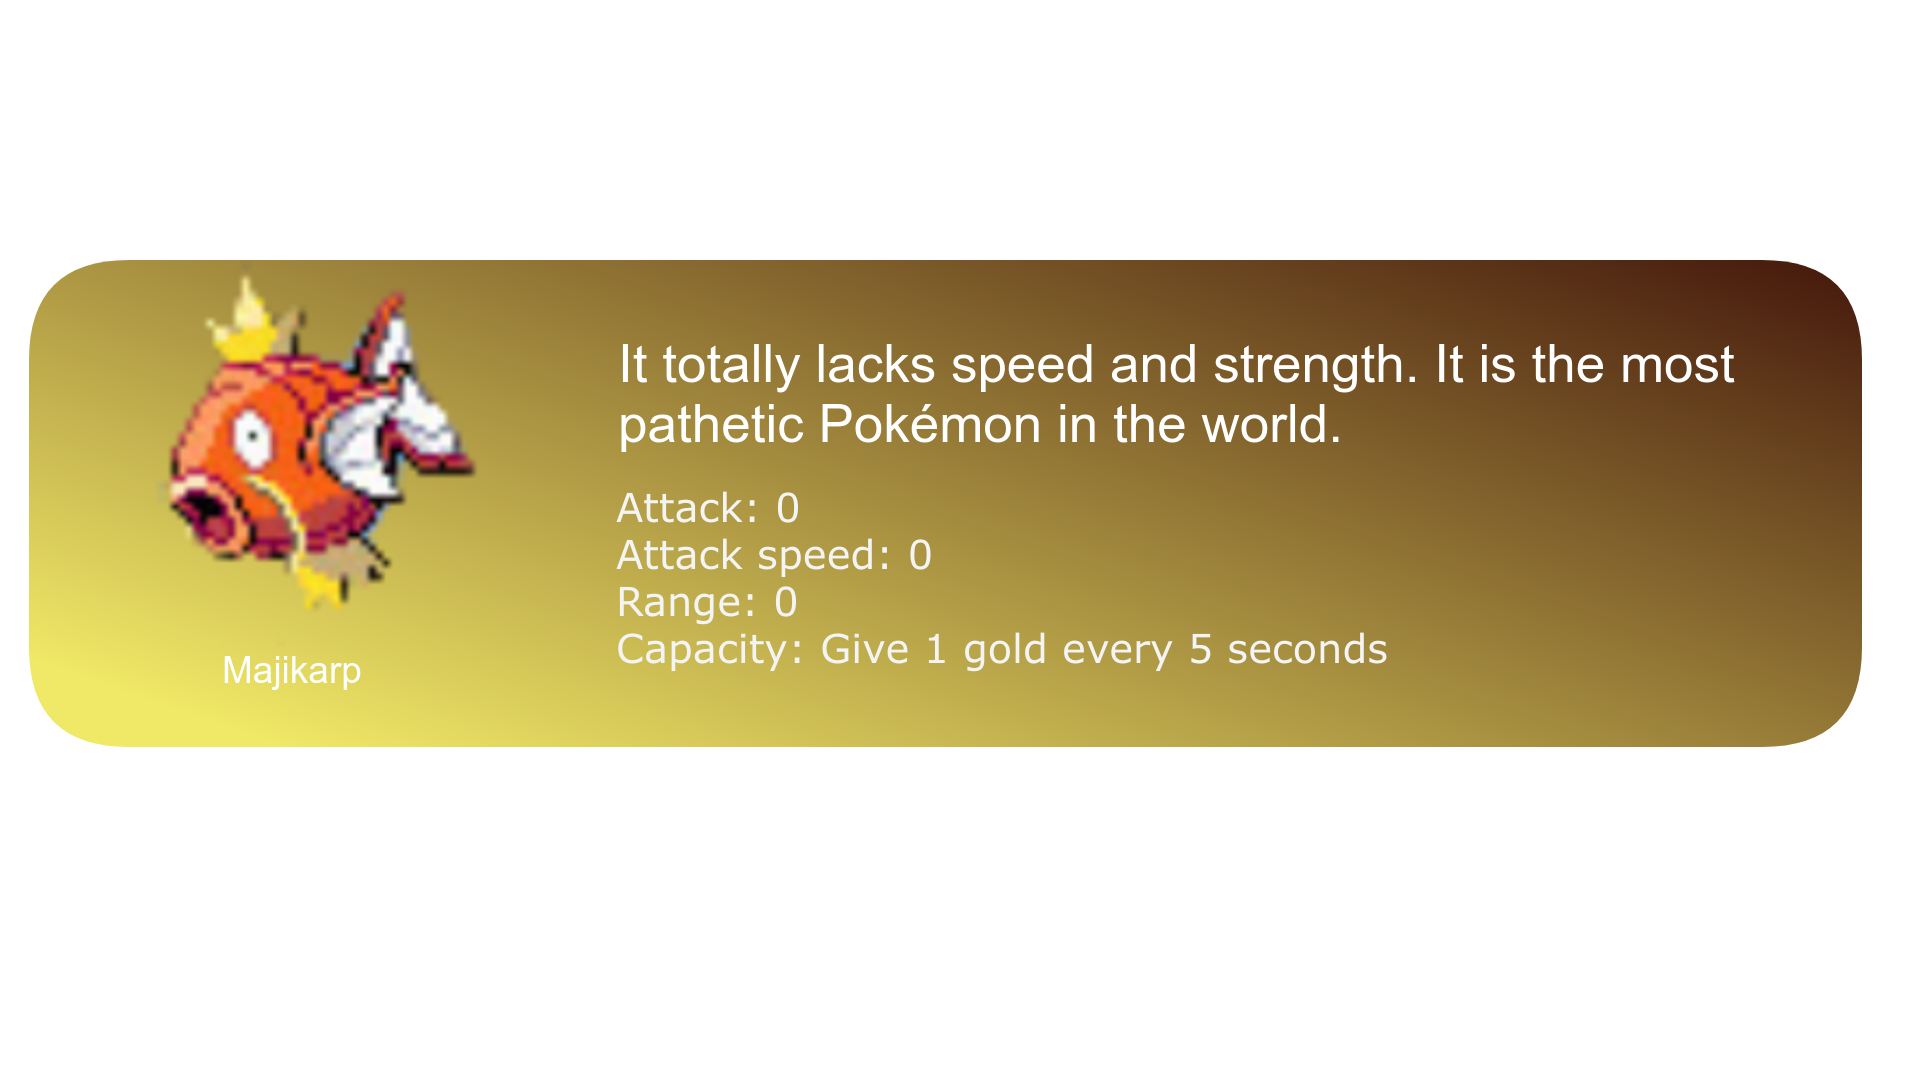 It totally lacks speed and strength. It is the most
pathetic Pokémon in the world.
Attack: 0
Attack speed: 0
Range: 0
Capacity: Give 1 gold every 5 seconds
Majikarp